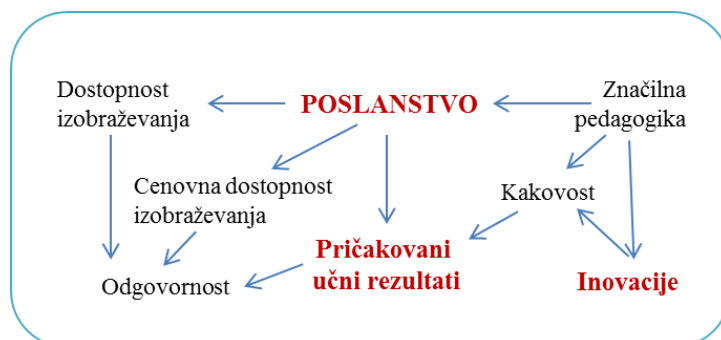 Dostopnost
izobraževanja
POSLANSTVO
Značilna
pedagogika
Cenovna dostopnost
izobraževanja
Kakovost
Pričakovani
učni rezultati
Odgovornost
Inovacije